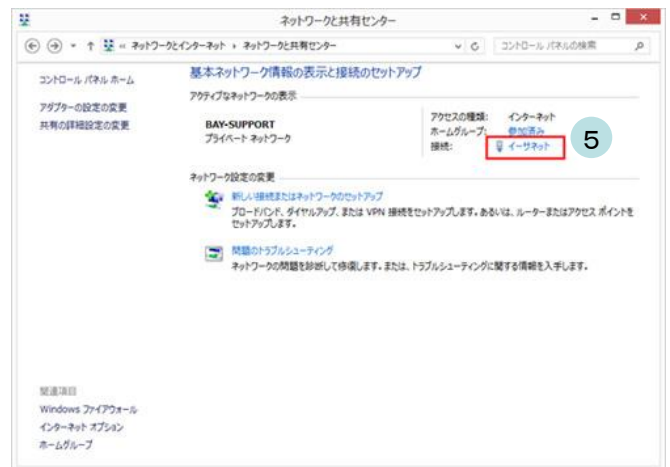 ネットワークと共有センター
« ネットワークとインターネット › ネットワークと共有センター
コントロール パネルの検索
コントロール パネル ホーム
アダプターの設定の変更
共有の詳細設定の変更
基本ネットワーク情報の表示と接続のセットアップ
アクティブなネットワークの表示
BAY-SUPPORT
プライベート ネットワーク
アクセスの種類: インターネット
ホームグループ: 参加済み
接続: イーサネット
5
ネットワーク設定の変更
新しい接続またはネットワークのセットアップ
ブロードバンド、ダイヤルアップ、または VPN 接続をセットアップします。あるいは、ルーターまたはアクセス ポイントを
セットアップします。
問題のトラブルシューティング
ネットワークの問題を診断して修復します。または、トラブルシューティングに関する情報を入手します。
関連項目
Windows ファイアウォール
インターネット オプション
ホームグループ